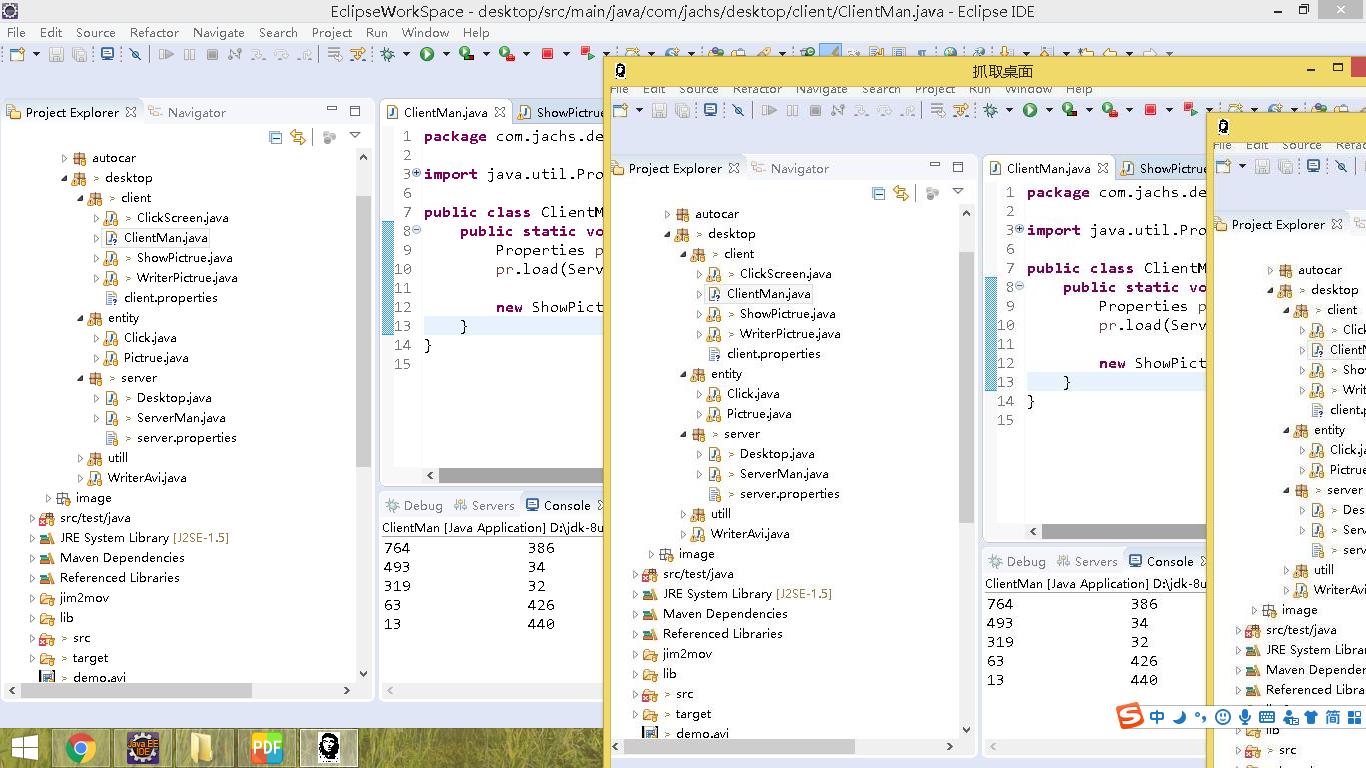 EclipseWorkSpace - desktop/src/main/java/com/jachs/desktop/client/ClientMan.java - Eclipse IDE
File Edit Source Refactor Navigate Search Project Run Window Help
Project Explorer
Navigator
autocar
> desktop
> client
> ClickScreen.java
ClientMan.java
> ShowPictrue.java
> WriterPictrue.java
client.properties
entity
Click.java
Pictrue.java
> server
> Desktop.java
> ServerMan.java
> server.properties
utill
WriterAvi.java
image
src/test/java
JRE System Library [J2SE-1.5]
Maven Dependencies
Referenced Libraries
jim2mov
lib
> src
> target
> demo.avi
ClientMan.java
ShowPictru
1 package com.jachs.de
2
3 import java.util.Pro
7 public class ClientM
8 public static vo
9 Properties p
10 pr.load(Serv
11
12 new ShowPict
13 }
14 }
15
Debug Servers Console
ClientMan [Java Application] D:\jdk-8u
764 386
493 34
319 32
63 426
13 440
Java EE
IDE
PDF
抓取桌面
File Edit Source Refactor Navigate Search Project Run Window Help
Project Explorer
Navigator
autocar
> desktop
> client
> ClickScreen.java
ClientMan.java
> ShowPictrue.java
> WriterPictrue.java
client.properties
entity
Click.java
Pictrue.java
> server
> Desktop.java
> ServerMan.java
> server.properties
utill
WriterAvi.java
image
src/test/java
JRE System Library [J2SE-1.5]
Maven Dependencies
Referenced Libraries
jim2mov
lib
> src
> target
> demo.avi
ClientMan.java
ShowPictru
1 package com.jachs.de
2
3 import java.util.Pro
7 public class ClientM
8 public static vo
9 Properties p
10 pr.load(Serv
11
12 new ShowPict
13 }
14 }
15
Debug Servers Console
ClientMan [Java Application] D:\jdk-8u
764 386
493 34
319 32
63 426
13 440
File Edit Source Refac
Project Explorer
autocar
> desktop
> client
> Click
ClientM
> Sho
> Writ
client.p
entity
Click.ja
Pictrue
> server
> Des
> Serv
> serv
utill
WriterAvi
image
src/test/java
JRE System Librar
Maven Dependen
Referenced Librar
中 简
lib
> src